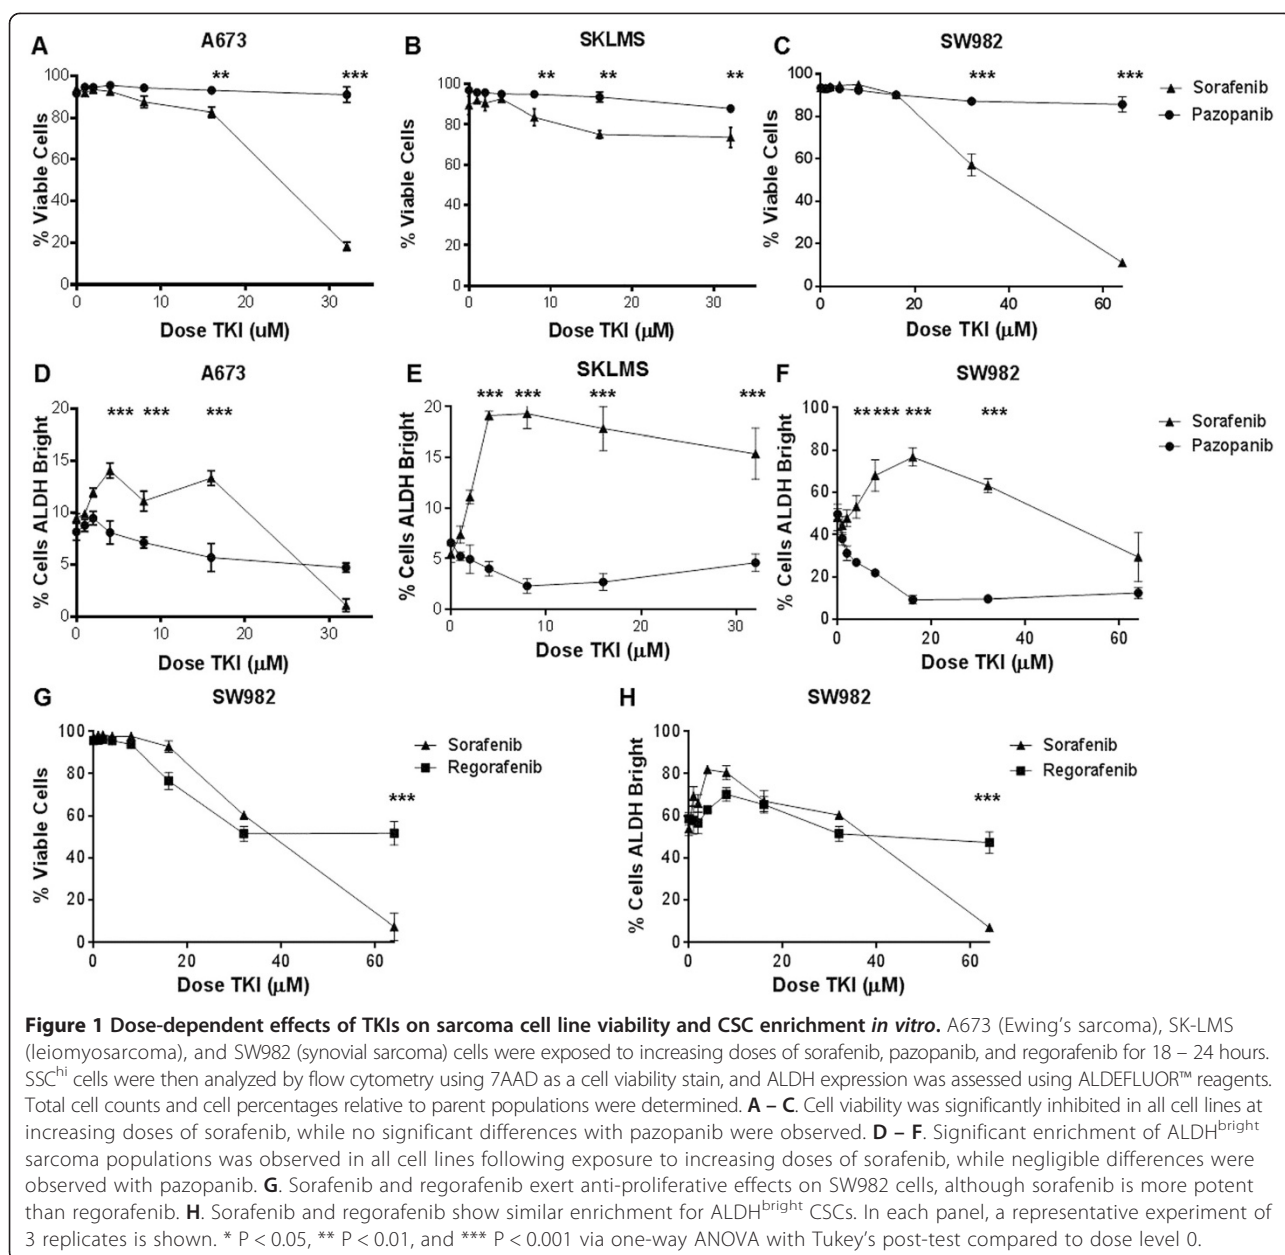 A
A673
**
***
100
80
60
40
20
0
% Viable Cells
0
10
20
30
Dose TKI (uM)
B
SKLMS
**
**
**
100
80
60
40
20
0
% Viable Cells
0
10
20
30
Dose TKI (μM)
C
SW982
***
***
100
80
60
40
20
0
% Viable Cells
0
20
40
60
Dose TKI (μM)
Sorafenib
Pazopanib
D
A673
***
***
***
20
15
10
5
0
% Cells ALDH Bright
0
10
20
30
Dose TKI (μM)
E
SKLMS
***
***
***
***
20
15
10
5
0
% Cells ALDH Bright
0
10
20
30
Dose TKI (μM)
F
SW982
**
***
***
***
100
80
60
40
20
0
% Cells ALDH Bright
0
20
40
60
Dose TKI (μM)
Sorafenib
Pazopanib
G
SW982
***
100
80
60
40
20
0
% Viable Cells
0
20
40
60
Dose TKI (μM)
Sorafenib
Regorafenib
H
SW982
***
100
80
60
40
20
0
% Cells ALDH Bright
0
20
40
60
Dose TKI (μM)
Sorafenib
Regorafenib
Figure 1 Dose-dependent effects of TKIs on sarcoma cell line viability and CSC enrichment in vitro. A673 (Ewing's sarcoma), SK-LMS
(leiomyosarcoma), and SW982 (synovial sarcoma) cells were exposed to increasing doses of sorafenib, pazopanib, and regorafenib for 18 – 24 hours.
SSChi cells were then analyzed by flow cytometry using 7AAD as a cell viability stain, and ALDH expression was assessed using ALDEFLUOR™ reagents.
Total cell counts and cell percentages relative to parent populations were determined. A – C. Cell viability was significantly inhibited in all cell lines at
increasing doses of sorafenib, while no significant differences with pazopanib were observed. D – F. Significant enrichment of ALDHbright
sarcoma populations was observed in all cell lines following exposure to increasing doses of sorafenib, while negligible differences were
observed with pazopanib. G. Sorafenib and regorafenib exert anti-proliferative effects on SW982 cells, although sorafenib is more potent
than regorafenib. H. Sorafenib and regorafenib show similar enrichment for ALDHbright CSCs. In each panel, a representative experiment of
3 replicates is shown. * P < 0.05, ** P < 0.01, and *** P < 0.001 via one-way ANOVA with Tukey's post-test compared to dose level 0.